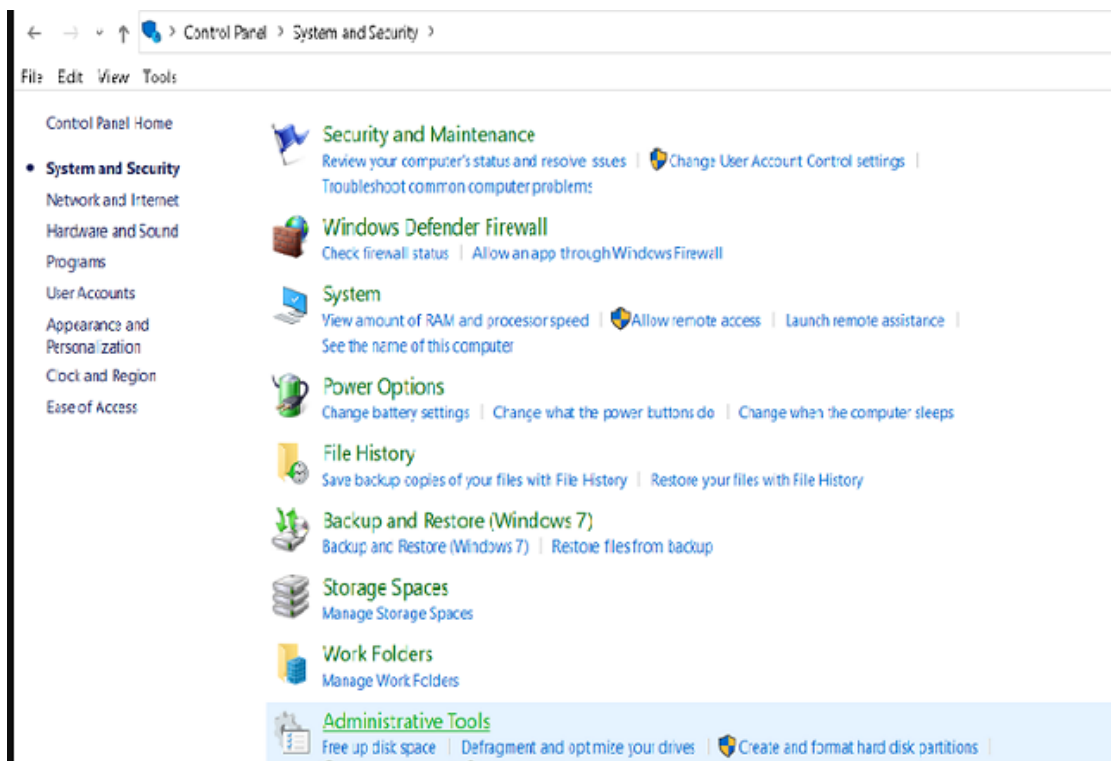 Control Panel > System and Security >
File Edit View Tools
Control Panel Home
System and Security
Network and Internet
Hardware and Sound
Programs
User Accounts
Appearance and
Personalization
Clock and Region
Ease of Access
Security and Maintenance
Review your computer's status and resolve issues | Change User Account Control settings |
Troubleshoot common computer problems
Windows Defender Firewall
Check firewall status | Allow an app through Windows Firewall
System
View amount of RAM and processor speed | Allow remote access | Launch remote assistance |
See the name of this computer
Power Options
Change battery settings | Change what the power buttons do | Change when the computer sleeps
File History
Save backup copies of your files with File History | Restore your files with File History
Backup and Restore (Windows 7)
Backup and Restore (Windows 7) | Restore files from backup
Storage Spaces
Manage Storage Spaces
Work Folders
Manage Work Folders
Administrative Tools
Free up disk space | Defragment and optimize your drives | Create and format hard disk partitions |